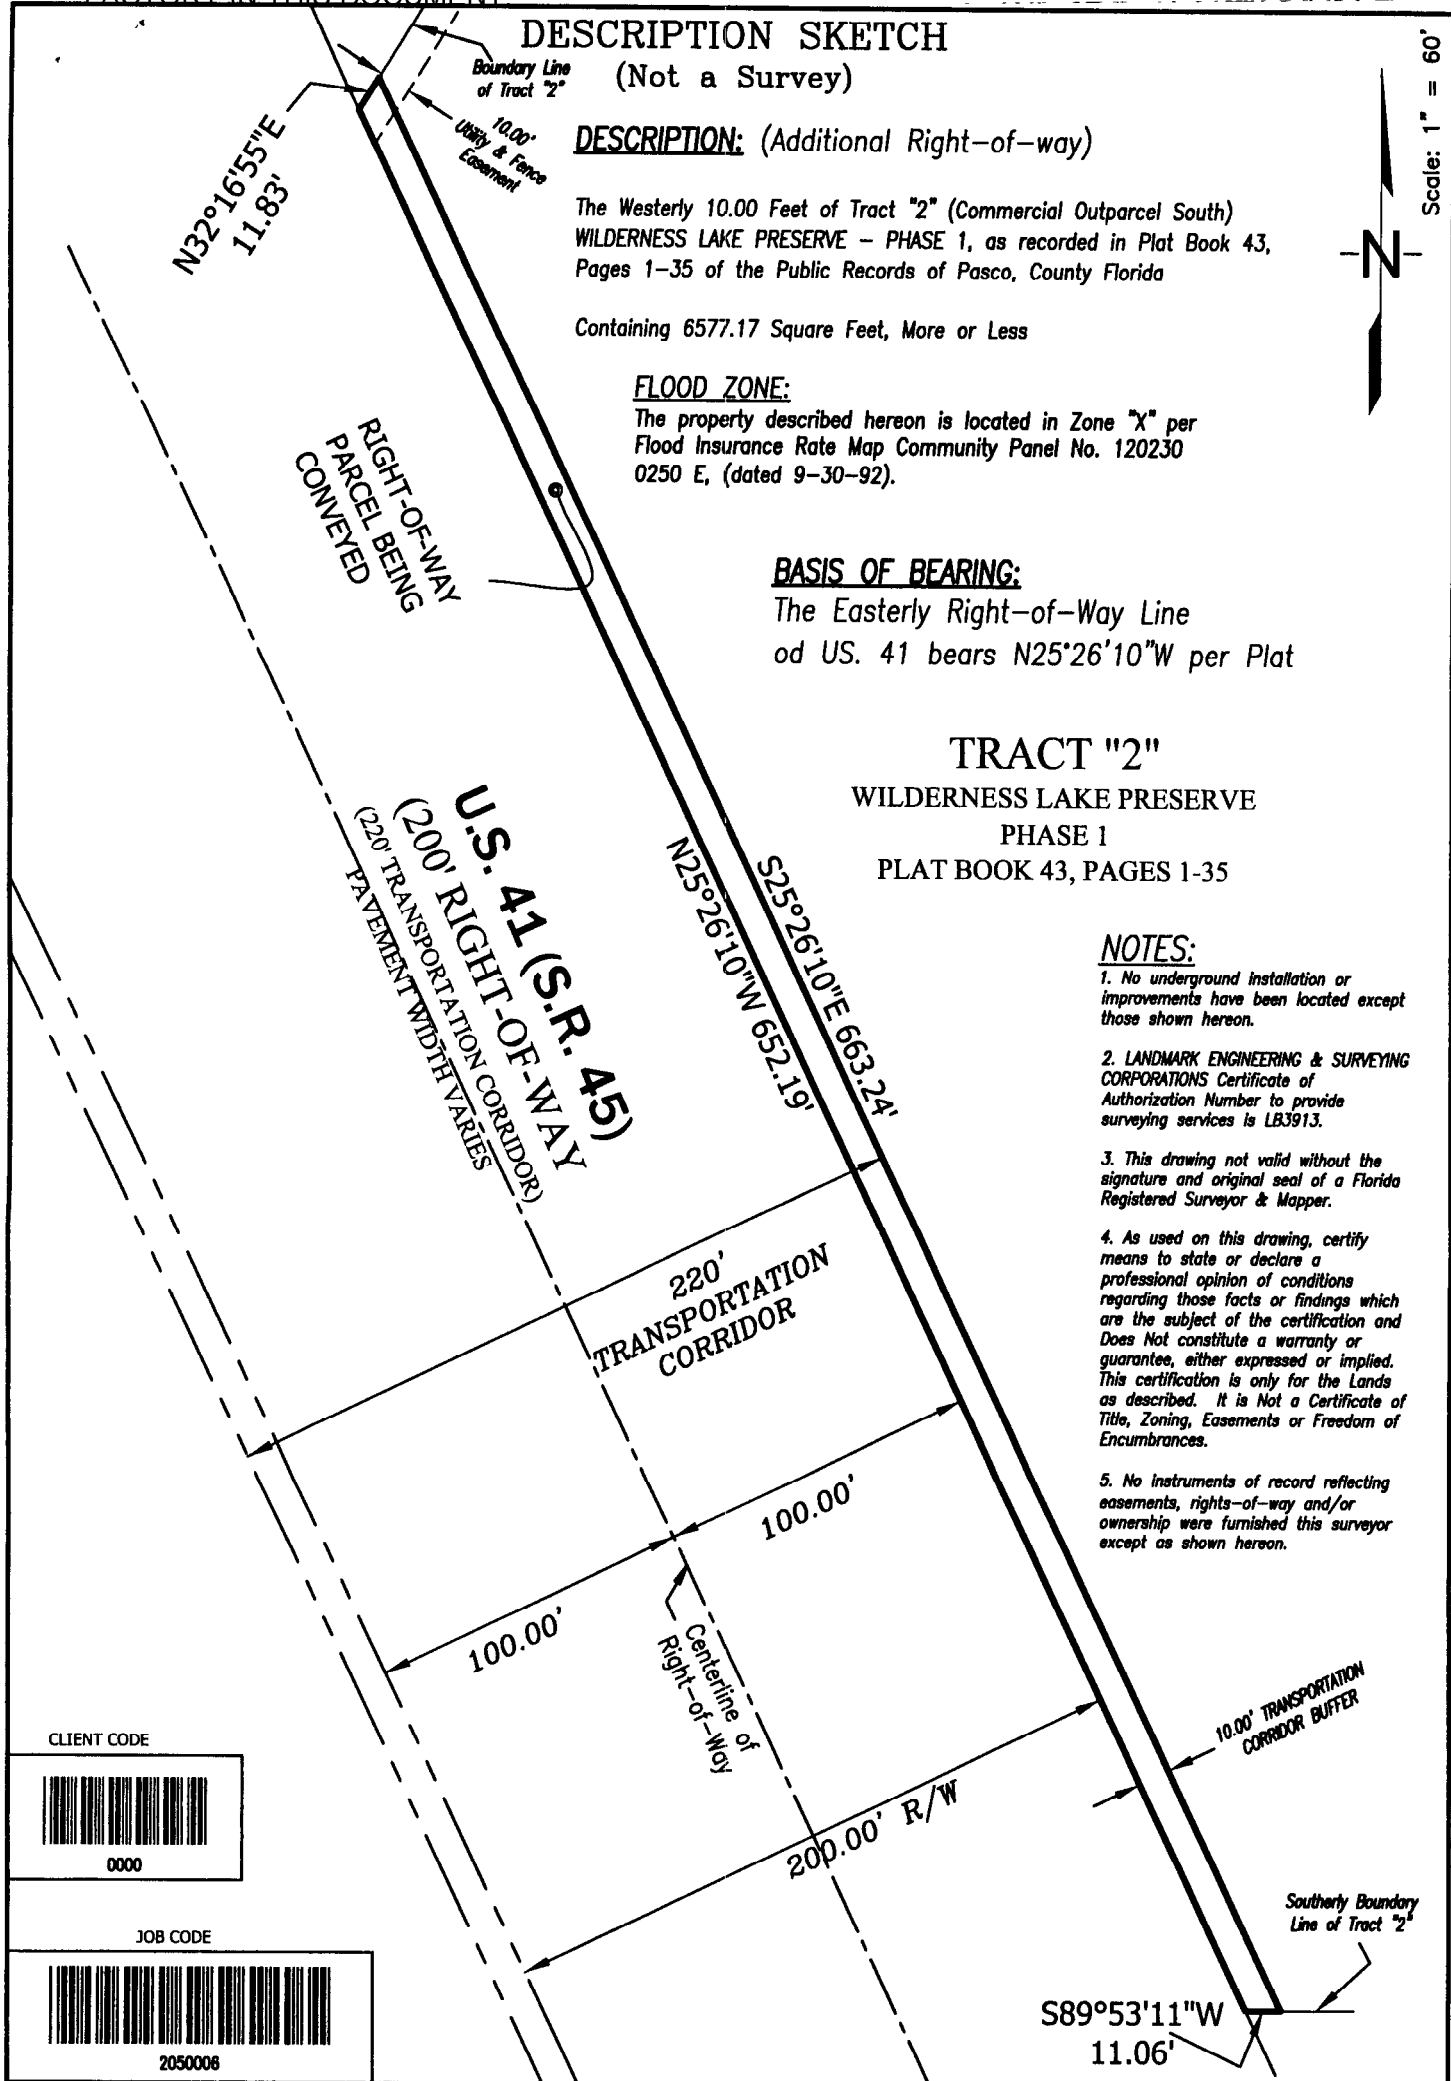 DESCRIPTION SKETCH
(Not a Survey)
Scale: 1" = 60'
-N-
Boundary Line
of Tract "2"
10.00'
Utility & Fence
Easement
N32°16'55"E
11.83'
DESCRIPTION: (Additional Right-of-way)
The Westerly 10.00 Feet of Tract "2" (Commercial Outparcel South)
WILDERNESS LAKE PRESERVE - PHASE 1, as recorded in Plat Book 43,
Pages 1-35 of the Public Records of Pasco, County Florida
Containing 6577.17 Square Feet, More or Less
FLOOD ZONE:
The property described hereon is located in Zone "X" per
Flood Insurance Rate Map Community Panel No. 120230
0250 E, (dated 9-30-92).
RIGHT-OF-WAY
PARCEL BEING
CONVEYED
BASIS OF BEARING:
The Easterly Right-of-Way Line
od US. 41 bears N25°26'10"W per Plat
TRACT "2"
WILDERNESS LAKE PRESERVE
PHASE 1
PLAT BOOK 43, PAGES 1-35
U.S. 41 (S.R. 45)
(200' RIGHT-OF-WAY
(220' TRANSPORTATION CORRIDOR)
PAVEMENT WIDTH VARIES
N25°26'10"W 652.19'
S25°26'10"E 663.24'
NOTES:
1. No underground installation or
improvements have been located except
those shown hereon.
2. LANDMARK ENGINEERING & SURVEYING
CORPORATIONS Certificate of
Authorization Number to provide
surveying services is LB3913.
3. This drawing not valid without the
signature and original seal of a Florida
Registered Surveyor & Mapper.
4. As used on this drawing, certify
means to state or declare a
professional opinion of conditions
regarding those facts or findings which
are the subject of the certification and
Does Not constitute a warranty or
guarantee, either expressed or implied.
This certification is only for the Lands
as described. It is Not a Certificate of
Title, Zoning, Easements or Freedom of
Encumbrances.
5. No instruments of record reflecting
easements, rights-of-way and/or
ownership were furnished this surveyor
except as shown hereon.
220'
TRANSPORTATION
CORRIDOR
100.00'
100.00'
Centerline of
Right-of-Way
200.00' R/W
10.00' TRANSPORTATION
CORRIDOR BUFFER
Southerly Boundary
Line of Tract "2"
S89°53'11"W
11.06'
CLIENT CODE
0000
JOB CODE
2050006